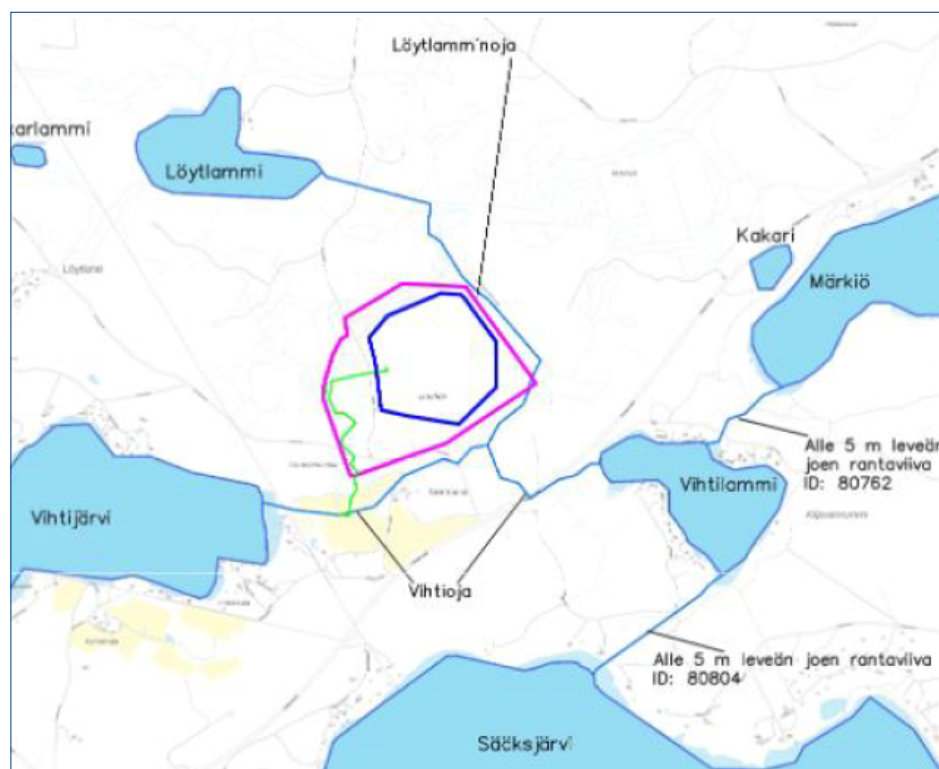 Löytlamm'noja
arlammi
Löytlammi
Kakari
Märkiö
Alle 5 m leveän
joen rantaviiva
ID: 80762
Vihtilammi
Vihtijärvi
Vihtioja
Alle 5 m leveän joen rantaviiva
ID: 80804
Säcksjärvi